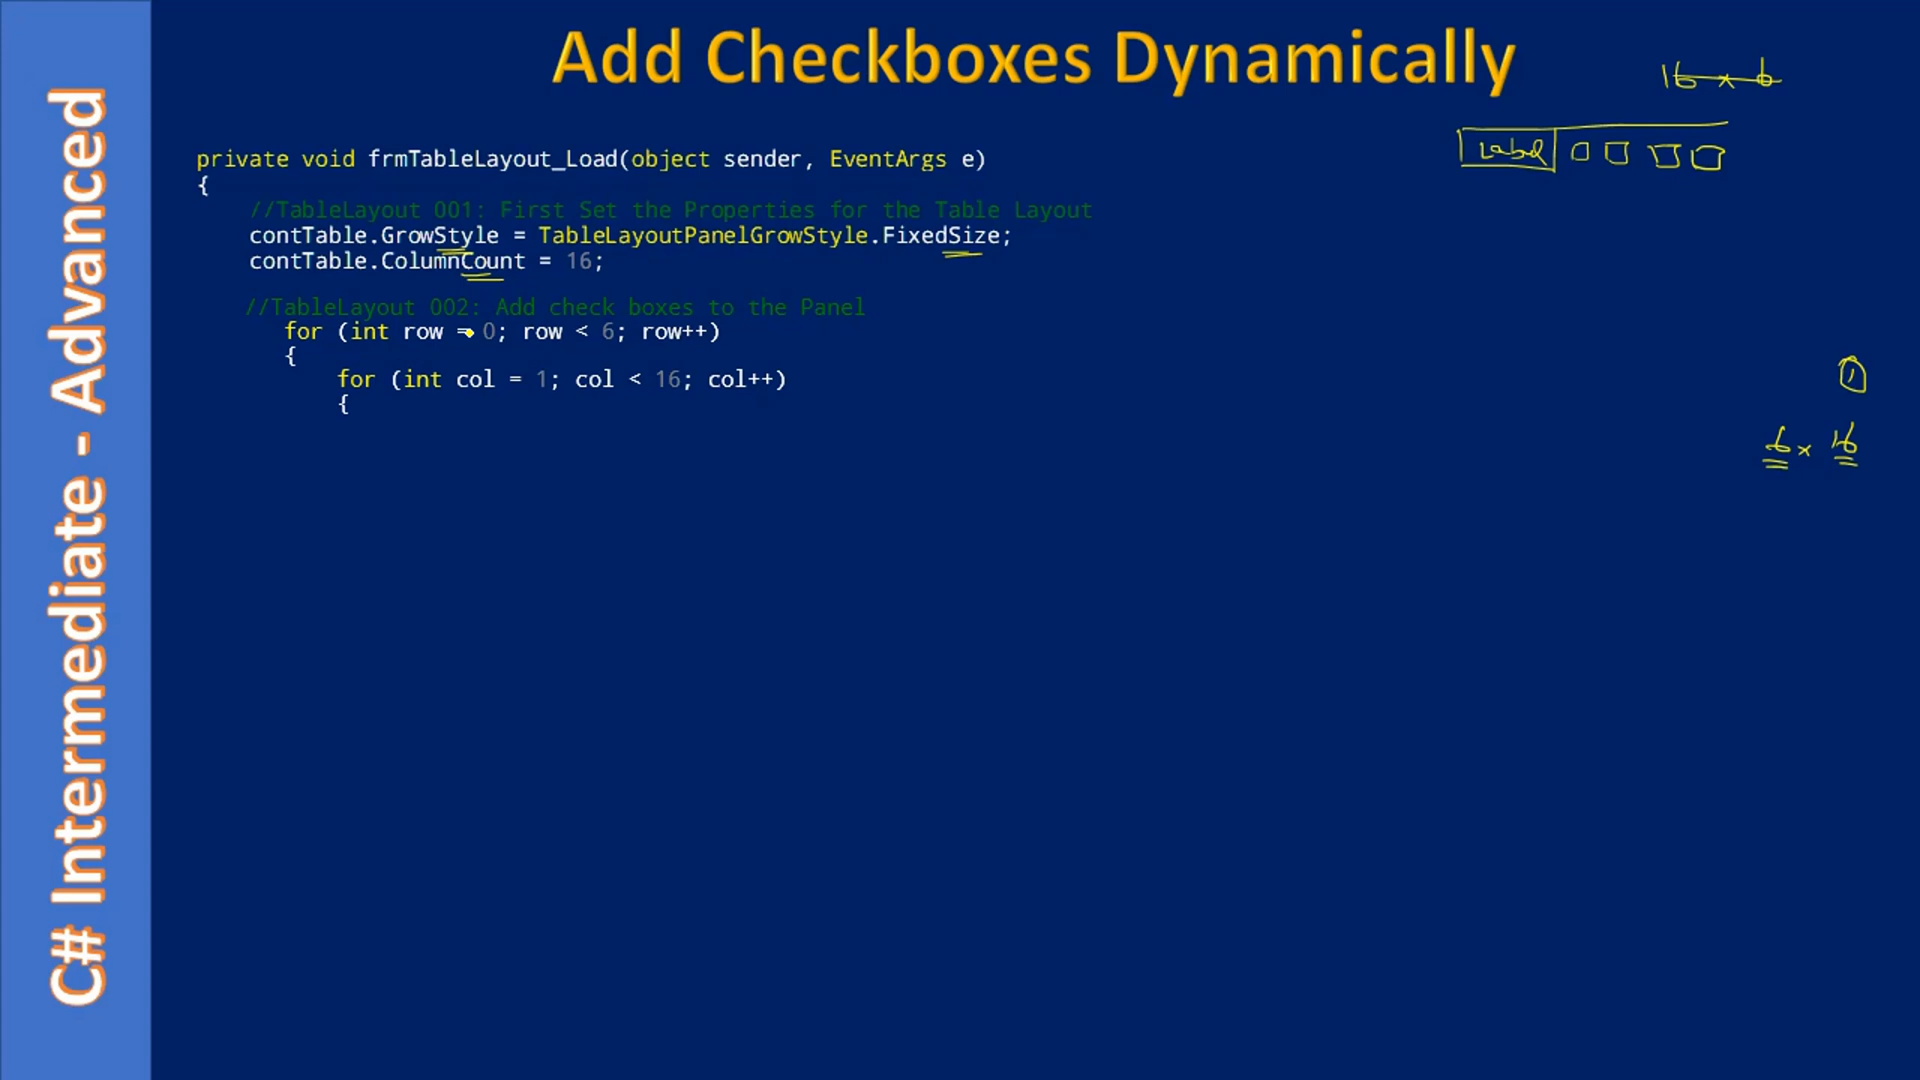 C# Intermediate - Advanced
Add Checkboxes Dynamically
16 x 6
Label
private void frmTableLayout_Load(object sender, EventArgs e)
{
//TableLayout 001: First Set the Properties for the Table Layout
contTable.GrowStyle = TableLayoutPanelGrowStyle.FixedSize;
contTable.ColumnCount = 16;
//TableLayout 002: Add check boxes to the Panel
for (int row = 0; row < 6; row++)
{
for (int col = 1; col < 16; col++)
{
1
6 x 16